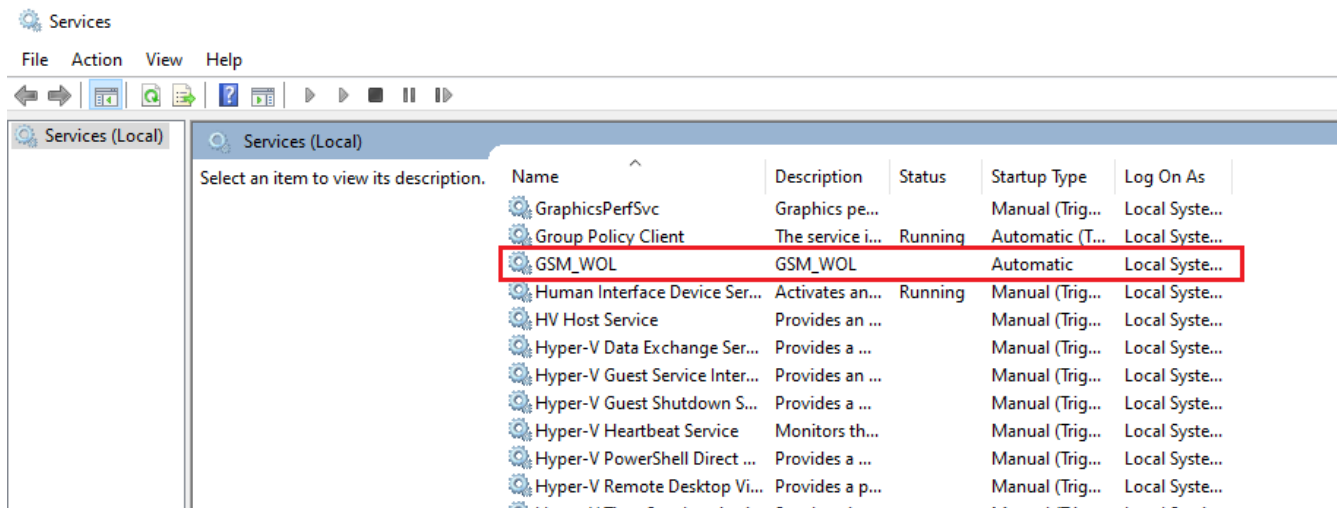 Services
File Action View Help
Services (Local)
Services (Local)
Select an item to view its description.
Name Description Status Startup Type Log On As
GraphicsPerfSvc Graphics pe... Manual (Trig... Local Syste...
Group Policy Client The service i... Running Automatic (T... Local Syste...
GSM_WOL GSM_WOL Automatic Local Syste...
Human Interface Device Ser... Activates an... Running Manual (Trig... Local Syste...
HV Host Service Provides an ... Manual (Trig... Local Syste...
Hyper-V Data Exchange Ser... Provides a ... Manual (Trig... Local Syste...
Hyper-V Guest Service Inter... Provides an ... Manual (Trig... Local Syste...
Hyper-V Guest Shutdown S... Provides a ... Manual (Trig... Local Syste...
Hyper-V Heartbeat Service Monitors th... Manual (Trig... Local Syste...
Hyper-V PowerShell Direct ... Provides a ... Manual (Trig... Local Syste...
Hyper-V Remote Desktop Vi... Provides a p... Manual (Trig... Local Syste...